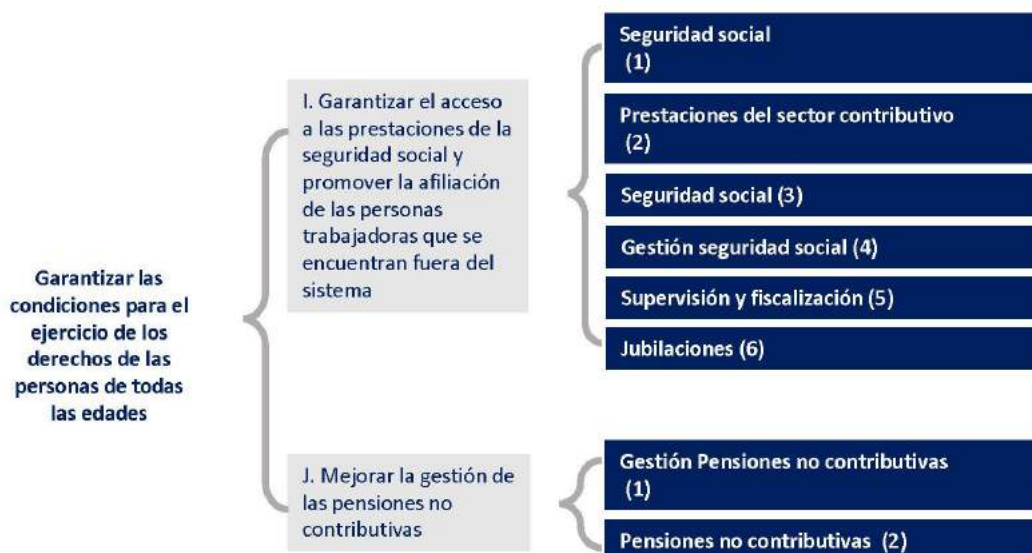 Garantizar las
condiciones para el
ejercicio de los
derechos de las
personas de todas
las edades
I. Garantizar el acceso
a las prestaciones de la
seguridad social y
promover la afiliación
de las personas
trabajadoras que se
encuentran fuera del
sistema
Seguridad social
(1)
Prestaciones del sector contributivo
(2)
Seguridad social (3)
Gestión seguridad social (4)
Supervisión y fiscalización (5)
Jubilaciones (6)
J. Mejorar la gestión de
las pensiones no
contributivas
Gestión Pensiones no contributivas
(1)
Pensiones no contributivas (2)